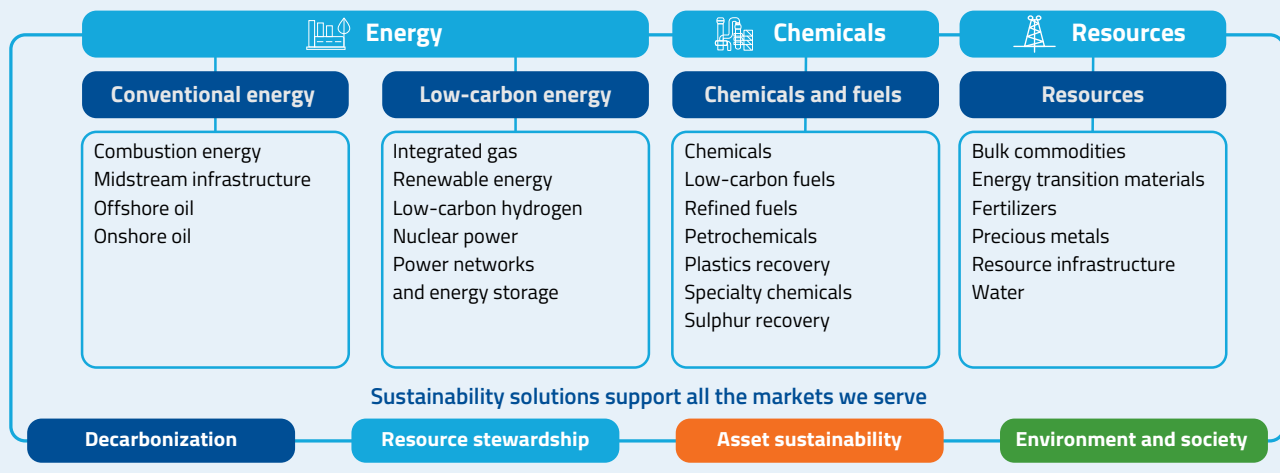 Energy
Chemicals
Resources
Conventional energy
Low-carbon energy
Chemicals and fuels
Resources
Combustion energy
Midstream infrastructure
Offshore oil
Onshore oil
Integrated gas
Renewable energy
Low-carbon hydrogen
Nuclear power
Power networks
and energy storage
Chemicals
Low-carbon fuels
Refined fuels
Petrochemicals
Plastics recovery
Specialty chemicals
Sulphur recovery
Bulk commodities
Energy transition materials
Fertilizers
Precious metals
Resource infrastructure
Water
Sustainability solutions support all the markets we serve
Decarbonization
Resource stewardship
Asset sustainability
Environment and society